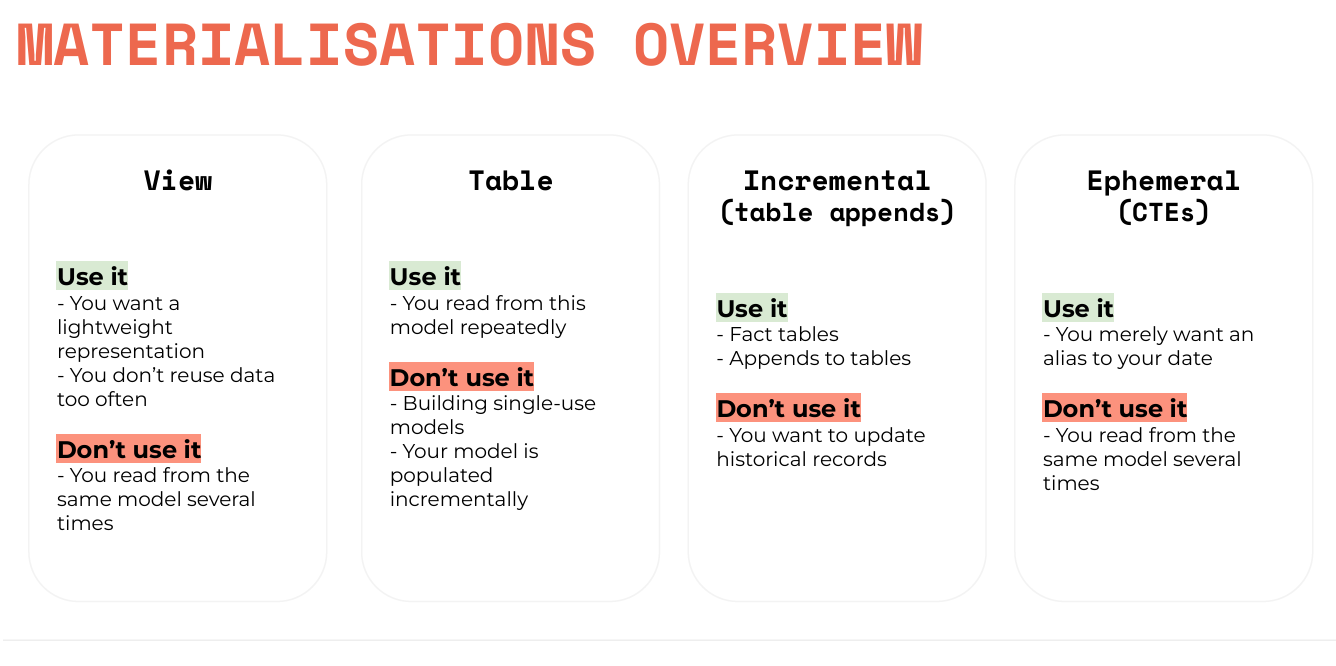 MATERIALISATIONS OVERVIEW
View
Use it
- You want a
lightweight
representation
- You don’t reuse data
too often
Don’t use it
- You read from the
same model several
times
Table
Use it
- You read from this
model repeatedly
Don’t use it
- Building single-use
models
- Your model is
populated
incrementally
Incremental
(table appends)
Use it
- Fact tables
- Appends to tables
Don’t use it
- You want to update
historical records
Ephemeral
(CTEs)
Use it
- You merely want an
alias to your date
Don’t use it
- You read from the
same model several
times